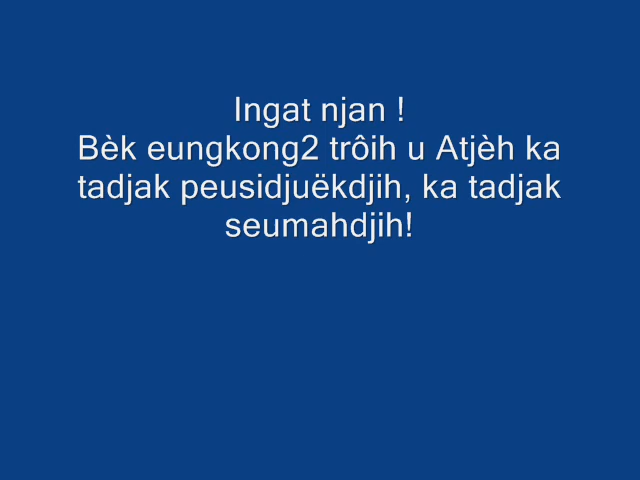 Ingat njan !
Bèk eungkong2 trôih u Atjèh ka
tadjak peusidjuëkdjih, ka tadjak
seumahdjih!